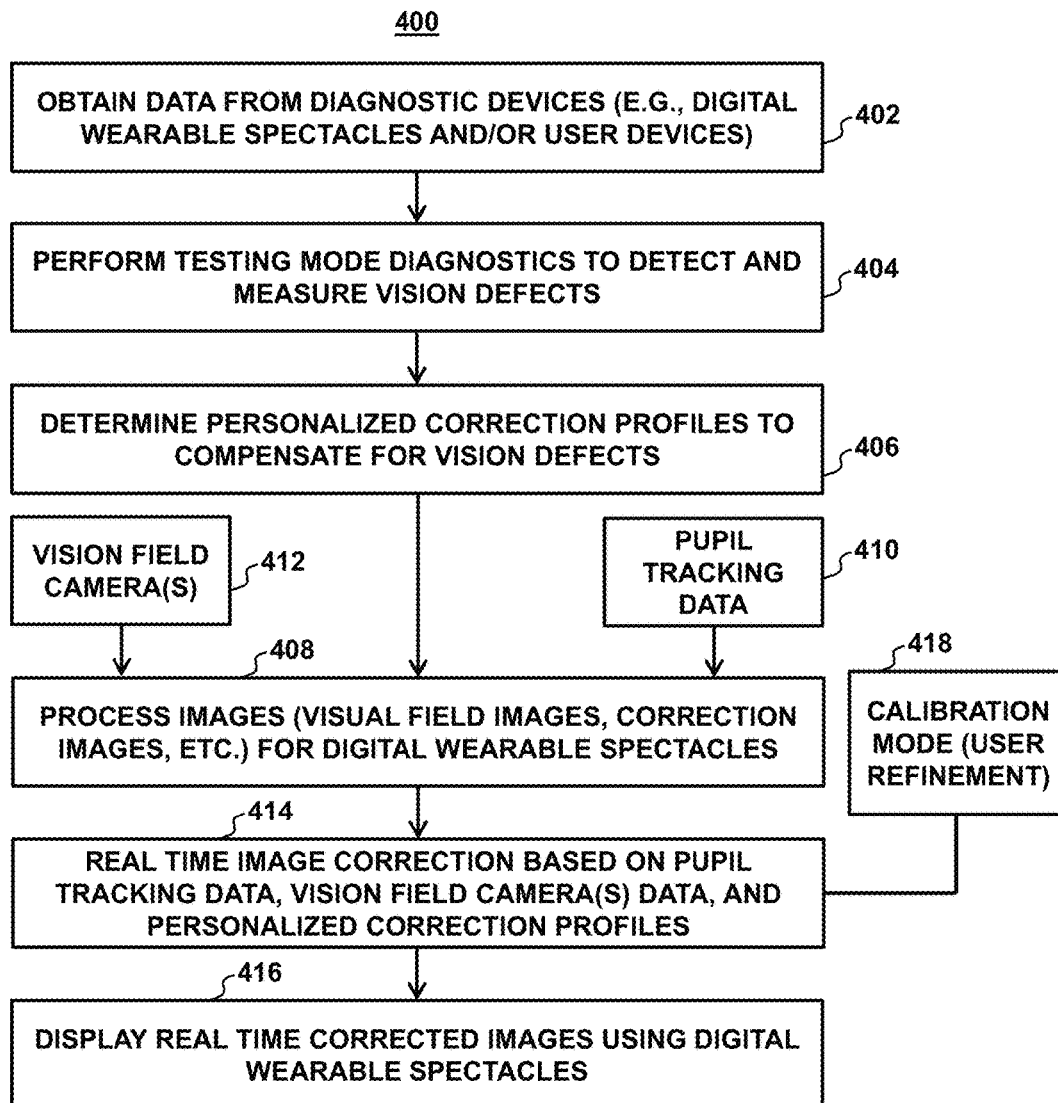 400
OBTAIN DATA FROM DIAGNOSTIC DEVICES (E.G., DIGITAL
WEARABLE SPECTACLES AND/OR USER DEVICES)
402
PERFORM TESTING MODE DIAGNOSTICS TO DETECT AND
MEASURE VISION DEFECTS
404
DETERMINE PERSONALIZED CORRECTION PROFILES TO
COMPENSATE FOR VISION DEFECTS
406
VISION FIELD
CAMERA(S)
412
PUPIL
TRACKING
DATA
410
408
PROCESS IMAGES (VISUAL FIELD IMAGES, CORRECTION
IMAGES, ETC.) FOR DIGITAL WEARABLE SPECTACLES
418
CALIBRATION
MODE (USER
REFINEMENT)
414
REAL TIME IMAGE CORRECTION BASED ON PUPIL
TRACKING DATA, VISION FIELD CAMERA(S) DATA, AND
PERSONALIZED CORRECTION PROFILES
416
DISPLAY REAL TIME CORRECTED IMAGES USING DIGITAL
WEARABLE SPECTACLES